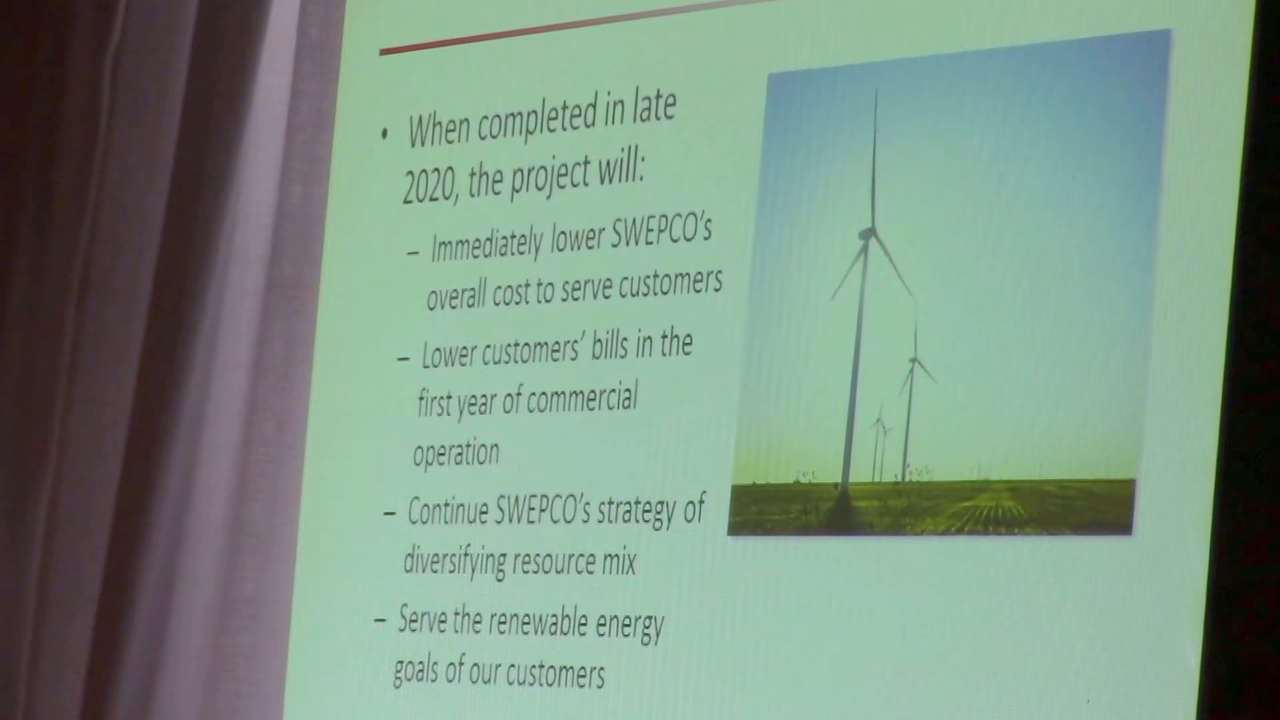 • When completed in late
2020, the project will:
– Immediately lower SWEPCO's
overall cost to serve customers
– Lower customers' bills in the
first year of commercial
operation
– Continue SWEPCO's strategy of
diversifying resource mix
– Serve the renewable energy
goals of our customers